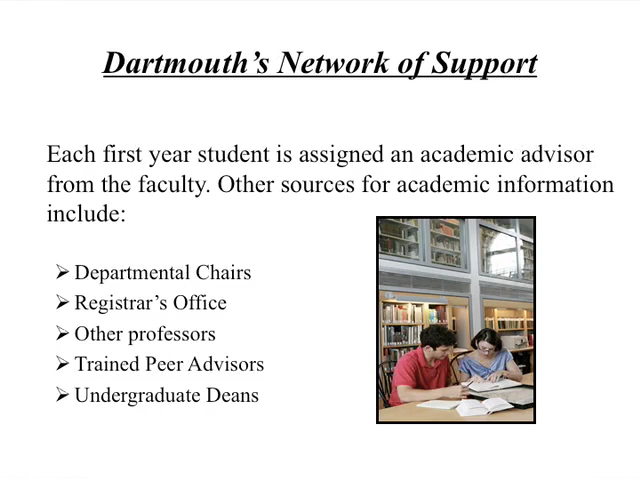 Dartmouth’s Network of Support
Each first year student is assigned an academic advisor
from the faculty. Other sources for academic information
include:
➢ Departmental Chairs
➢ Registrar’s Office
➢ Other professors
➢ Trained Peer Advisors
➢ Undergraduate Deans